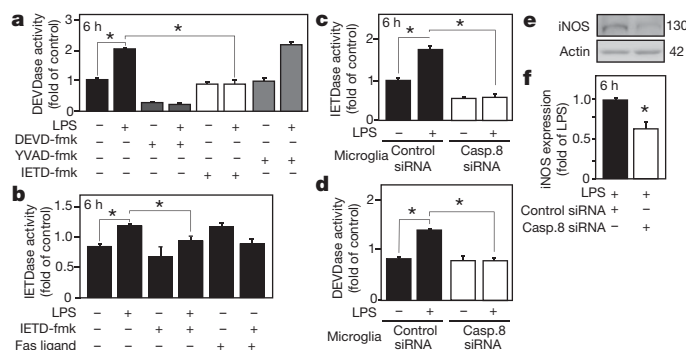 a
6 h
DEVDase activity
(fold of control)
3
2
1
0
* *
LPS – + – + – + – +
DEVD-fmk – – + + – – – –
YVAD-fmk – – – – – – + +
IETD-fmk – – – – + + – –
b
6 h
IETDase activity
(fold of control)
1.5
1.0
0.5
0
* *
LPS – + – + – +
IETD-fmk – – + + – +
Fas ligand – – – – + +
c
6 h
IETDase activity
(fold of control)
2
1
0
* *
LPS – + – +
Microglia Control siRNA Casp.8 siRNA
d
DEVDase activity
(fold of control)
2
1
0
* *
LPS – + – +
Microglia Control siRNA Casp.8 siRNA
e
iNOS 130
Actin 42
f
6 h
iNOS expression
(fold of LPS)
1.0
0.5
0
*
LPS + +
Control siRNA + –
Casp.8 siRNA – +